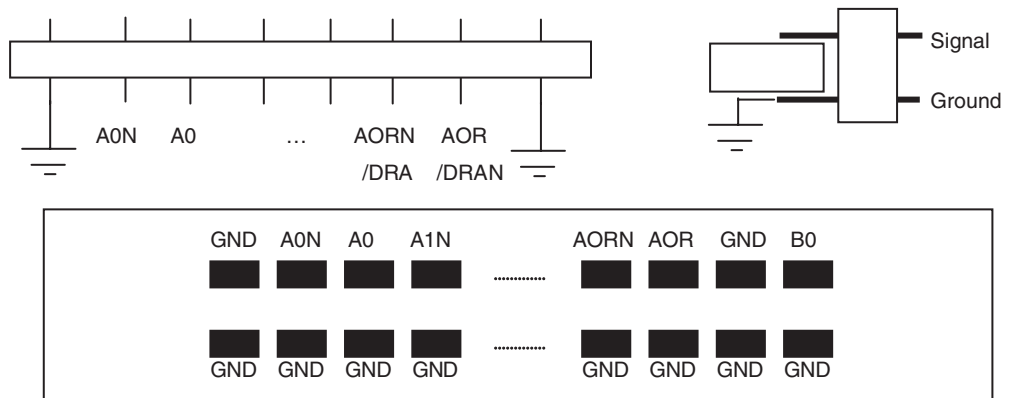 Signal
Ground
A0N A0 … AORN AOR
/DRA /DRAN
GND A0N A0 A1N AORN AOR GND B0
GND GND GND GND GND GND GND GND